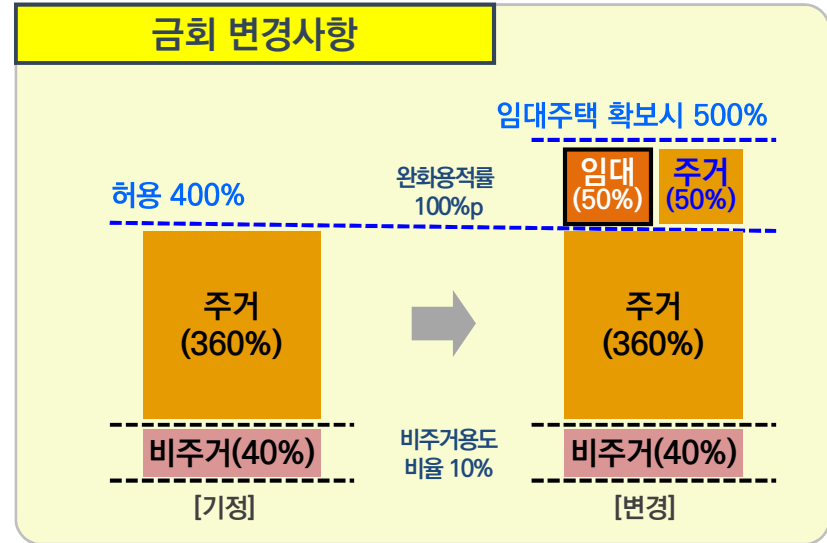 금회 변경사항
임대주택 확보시 500%
허용 400%
완화용적률
100%p
임대
(50%)
주거
(50%)
주거
(360%)
주거
(360%)
비주거(40%)
비주거용도
비율 10%
비주거(40%)
[기정]
[변경]